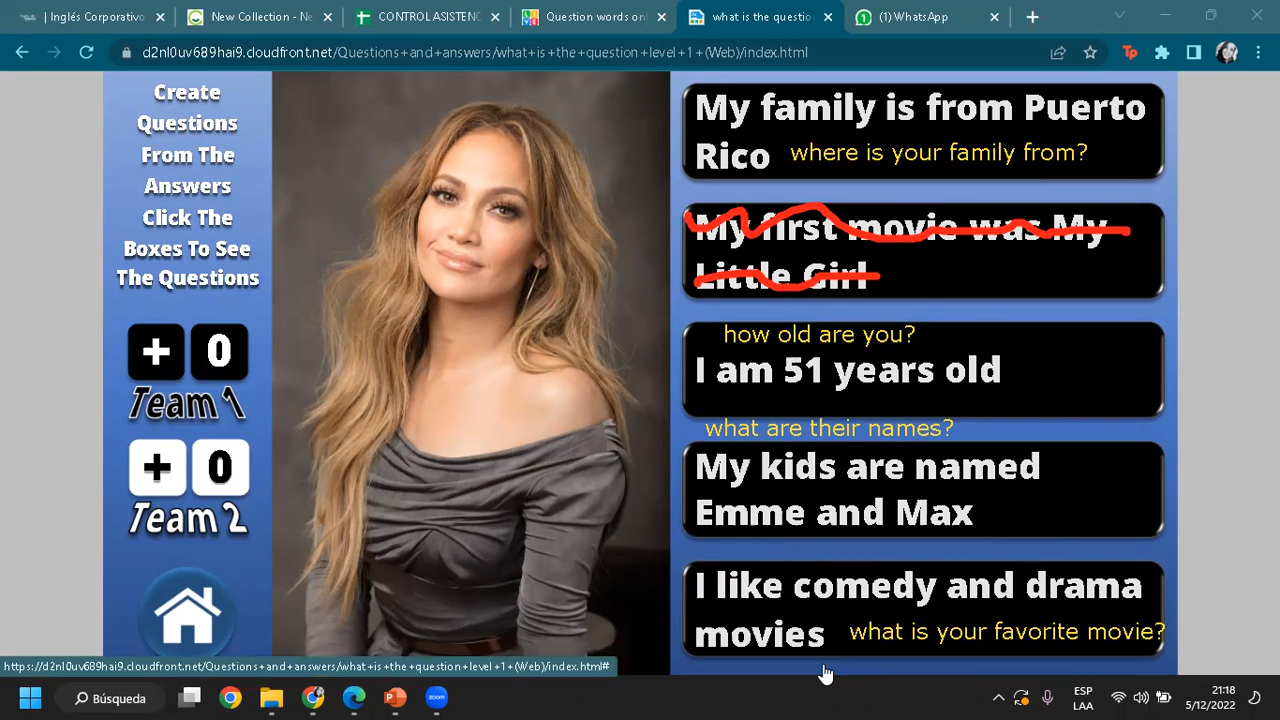 | Inglés Corporativo
New Collection - Ne
CONTROL ASISTENC
Question words onl
what is the questio
(1) WhatsApp
d2nl0uv689hai9.cloudfront.net/Questions+and+answers/what+is+the+question+level+1+(Web)/index.html
Create
Questions
From The
Answers
Click The
Boxes To See
The Questions
+ 0
Team 1
+ 0
Team 2
My family is from Puerto
Rico where is your family from?
My first movie was My
Little Girl
how old are you?
I am 51 years old
what are their names?
My kids are named
Emme and Max
I like comedy and drama
movies what is your favorite movie?
https://d2nl0uv689hai9.cloudfront.net/Questions+and+answers/what+is+the+question+level+1+(Web)/index.html#
Búsqueda
zoom
ESP
LAA
21:18
5/12/2022